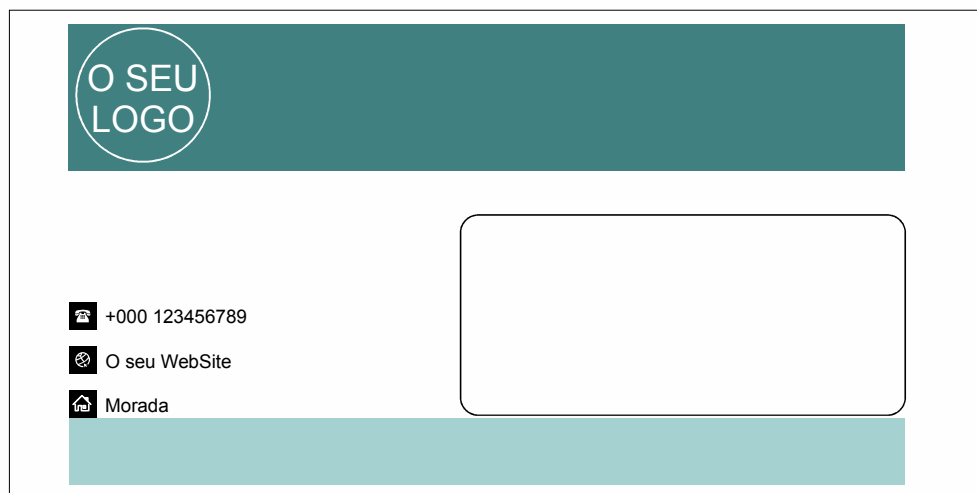 O SEU
LOGO
+000 123456789
O seu WebSite
Morada